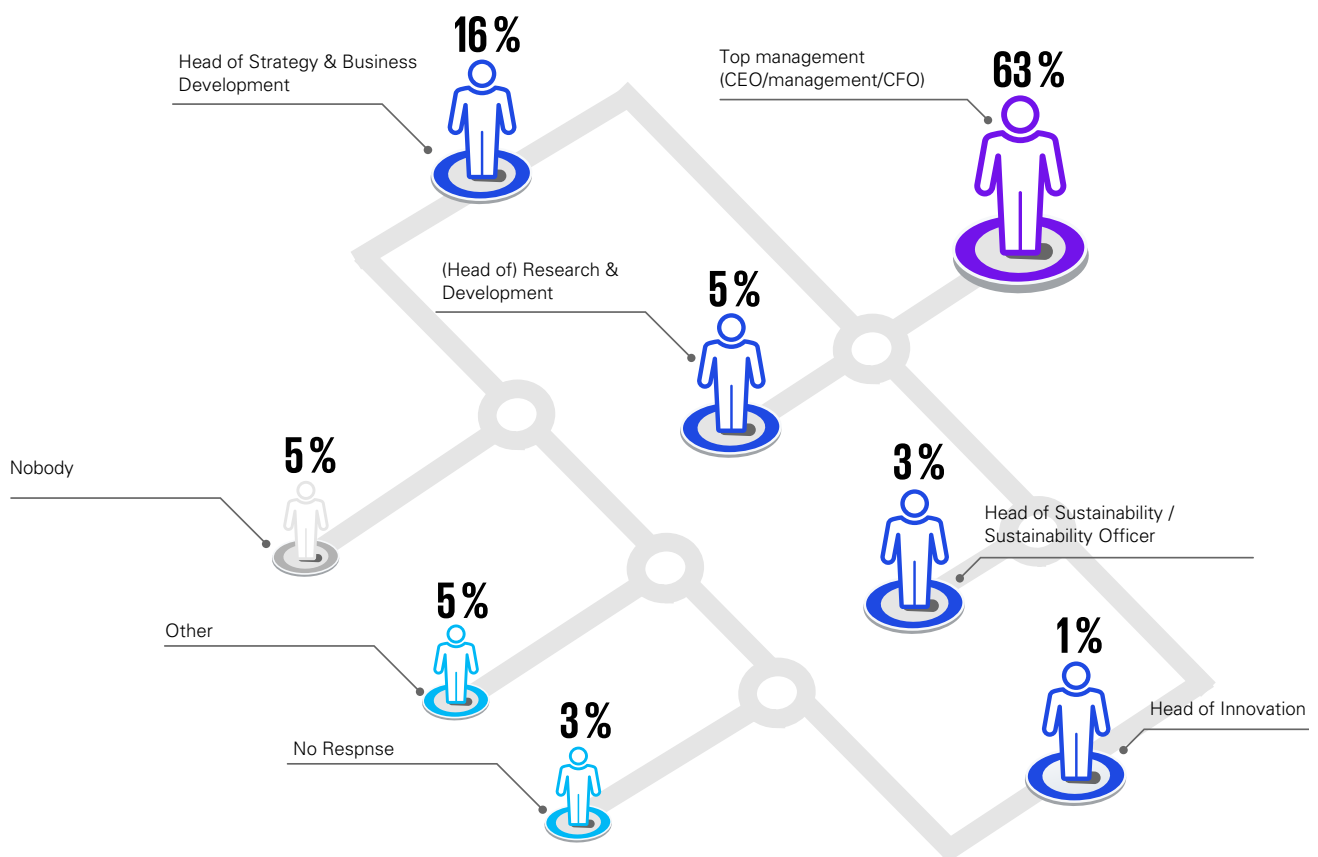 16%
Head of Strategy & Business
Development
Top management
(CEO/management/CFO)
63%
(Head of) Research &
Development
5%
5%
Nobody
3%
Head of Sustainability /
Sustainability Officer
5%
Other
1%
Head of Innovation
3%
No Respnse